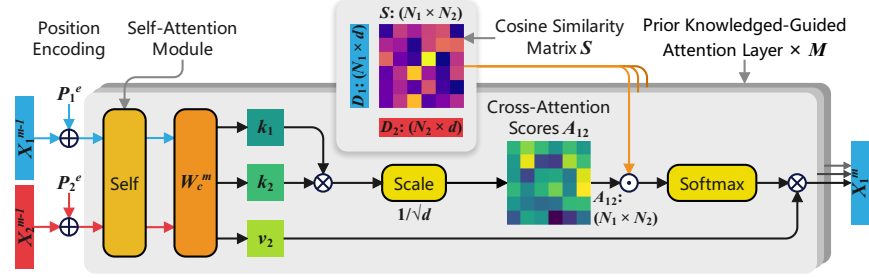 Position
Encoding
Self-Attention
Module
S: (N₁ × N₂)
D₁: (N₁ × d)
D₂: (N₂ × d)
Cosine Similarity
Matrix S
Prior Knowledged-Guided
Attention Layer × M
P₁ᵉ
X₁ᵐ⁻¹
P₂ᵉ
X₂ᵐ⁻¹
Self
W_c^m
k₁
k₂
v₂
Scale
1/√d
Cross-Attention
Scores A₁₂
A₁₂:
(N₁ × N₂)
Softmax
X₁ᵐ